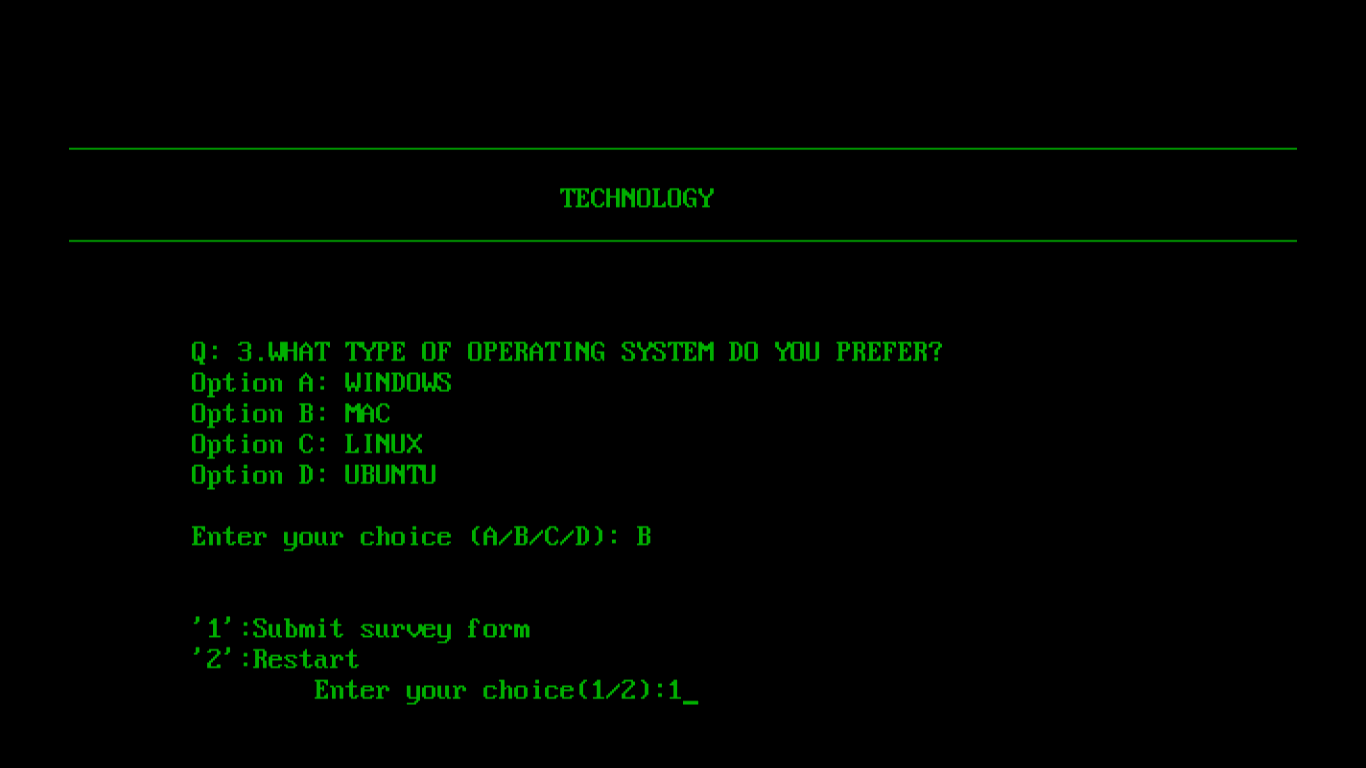 TECHNOLOGY
Q: 3.WHAT TYPE OF OPERATING SYSTEM DO YOU PREFER?
Option A: WINDOWS
Option B: MAC
Option C: LINUX
Option D: UBUNTU
Enter your choice (A/B/C/D): B
'1':Submit survey form
'2':Restart
Enter your choice(1/2):1_